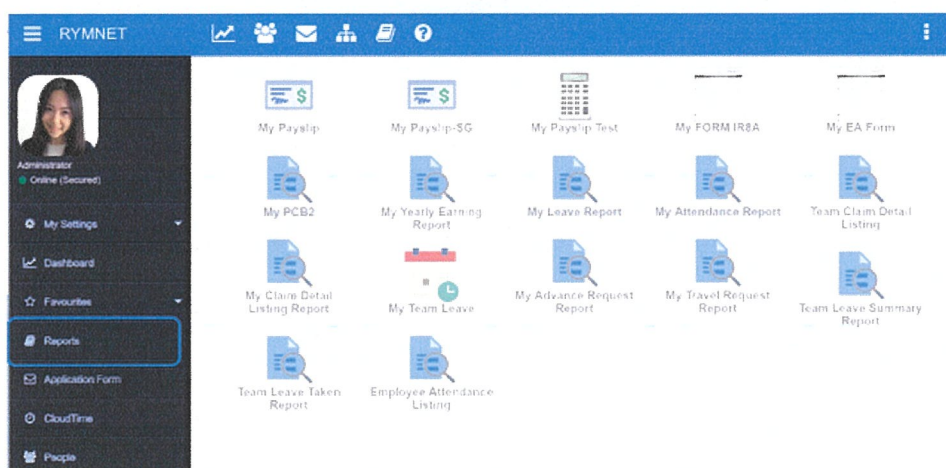 RYMNET
Administrator
Online (Secured)
My Settings
Dashboard
Favourites
Reports
Application Form
CloudTime
People
My Payslip
My Payslip-SG
My Payslip Test
My FORM IR8A
My EA Form
My PCB2
My Yearly Earning
Report
My Leave Report
My Attendance Report
Team Claim Detail
Listing
My Claim Detail
Listing Report
My Team Leave
My Advance Request
Report
My Travel Request
Report
Team Leave Summary
Report
Team Leave Taken
Report
Employee Attendance
Listing